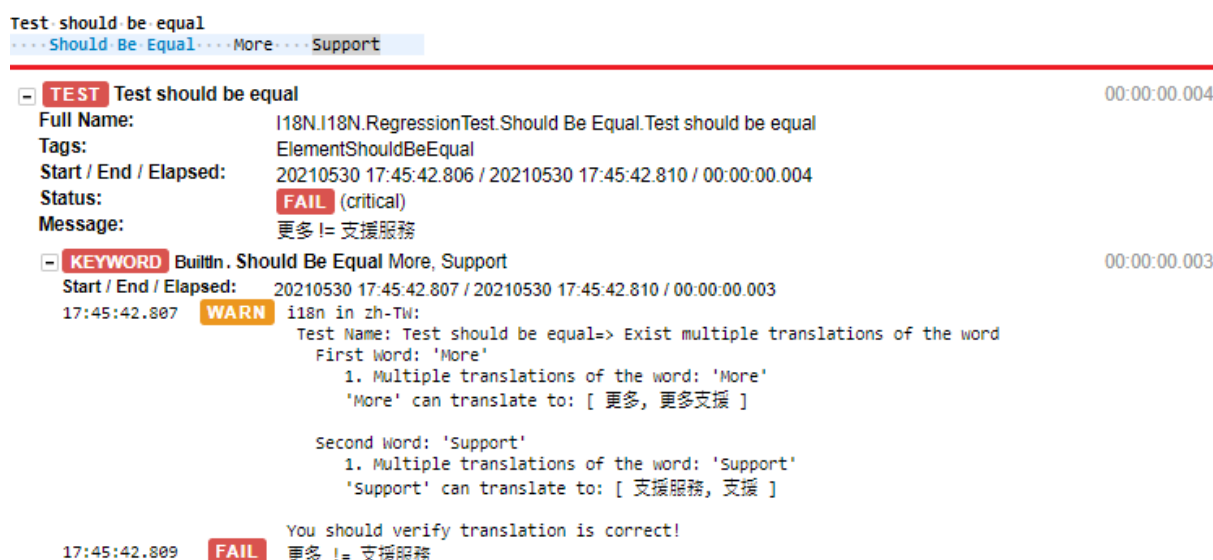 Test should be equal
Should Be Equal More Support
TEST Test should be equal 00:00:00.004
Full Name: I18N.I18N.RegressionTest.Should Be Equal.Test should be equal
Tags: ElementShouldBeEqual
Start / End / Elapsed: 20210530 17:45:42.806 / 20210530 17:45:42.810 / 00:00:00.004
Status: FAIL (critical)
Message: 更多 != 支援服務
KEYWORD BuiltIn. Should Be Equal More, Support 00:00:00.003
Start / End / Elapsed: 20210530 17:45:42.807 / 20210530 17:45:42.810 / 00:00:00.003
17:45:42.807 WARN i18n in zh-TW:
Test Name: Test should be equal=> Exist multiple translations of the word
First Word: 'More'
1. Multiple translations of the word: 'More'
'More' can translate to: [ 更多, 更多支援 ]
Second Word: 'Support'
1. Multiple translations of the word: 'Support'
'Support' can translate to: [ 支援服務, 支援 ]
You should verify translation is correct!
17:45:42.809 FAIL 更多 != 支援服務